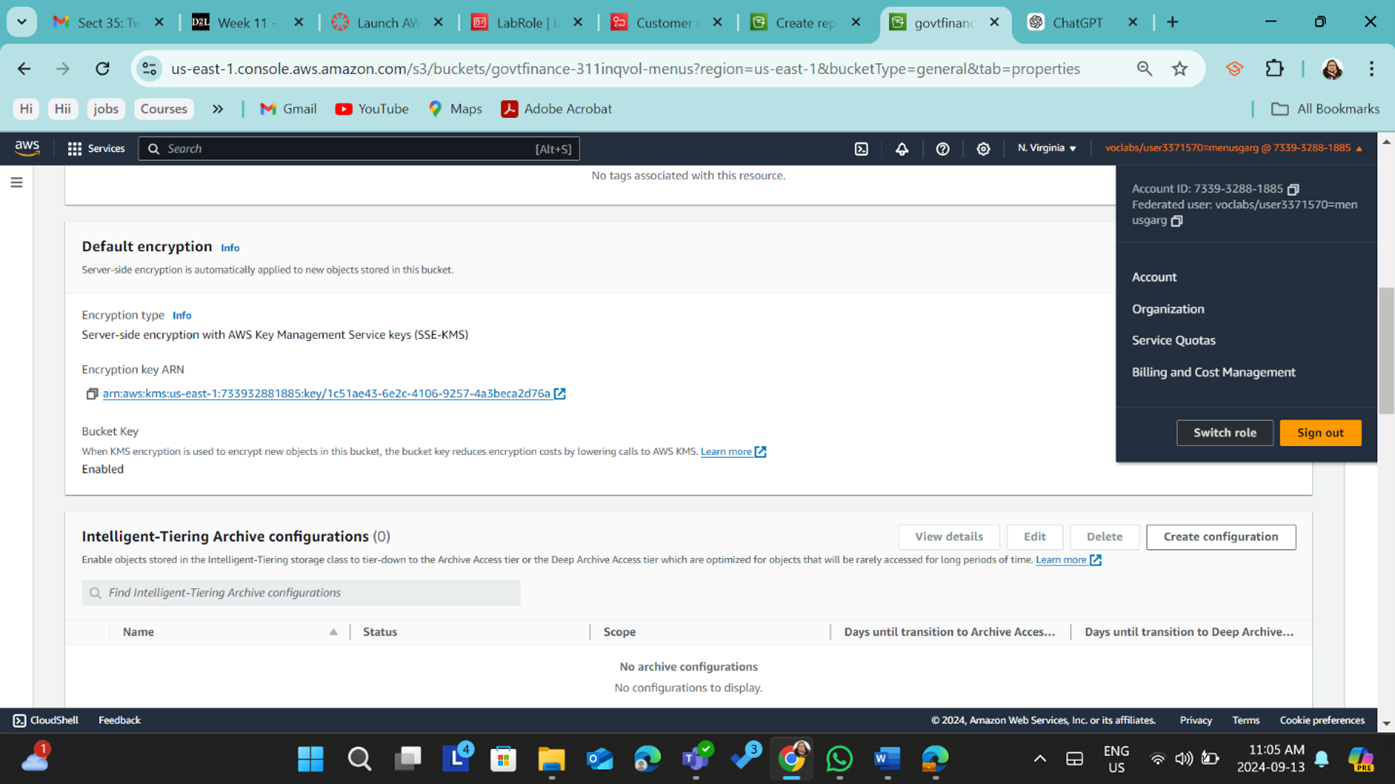 Sect 35: Tw
Week 11 -
Launch AW
LabRole | I
Customer
Create rep
govtfinanc
ChatGPT
us-east-1.console.aws.amazon.com/s3/buckets/govtfinance-311inqvol-menus?region=us-east-1&bucketType=general&tab=properties
Hi
Hii
jobs
Courses
Gmail
YouTube
Maps
Adobe Acrobat
All Bookmarks
aws
Services
Search
[Alt+S]
N. Virginia
voclabs/user3371570=menusgarg @ 7339-3288-1885
No tags associated with this resource.
Account ID: 7339-3288-1885
Federated user: voclabs/user3371570=men
usgarg
Account
Organization
Service Quotas
Billing and Cost Management
Switch role
Sign out
Default encryption Info
Server-side encryption is automatically applied to new objects stored in this bucket.
Encryption type Info
Server-side encryption with AWS Key Management Service keys (SSE-KMS)
Encryption key ARN
arn:aws:kms:us-east-1:733932881885:key/1c51ae43-6e2c-4106-9257-4a3beca2d76a
Bucket Key
When KMS encryption is used to encrypt new objects in this bucket, the bucket key reduces encryption costs by lowering calls to AWS KMS. Learn more
Enabled
Intelligent-Tiering Archive configurations (0)
View details
Edit
Delete
Create configuration
Enable objects stored in the Intelligent-Tiering storage class to tier-down to the Archive Access tier or the Deep Archive Access tier which are optimized for objects that will be rarely accessed for long periods of time. Learn more
Find Intelligent-Tiering Archive configurations
Name
Status
Scope
Days until transition to Archive Acces...
Days until transition to Deep Archive...
No archive configurations
No configurations to display.
CloudShell
Feedback
© 2024, Amazon Web Services, Inc. or its affiliates.
Privacy
Terms
Cookie preferences
1
4
3
ENG
US
11:05 AM
2024-09-13
PRE